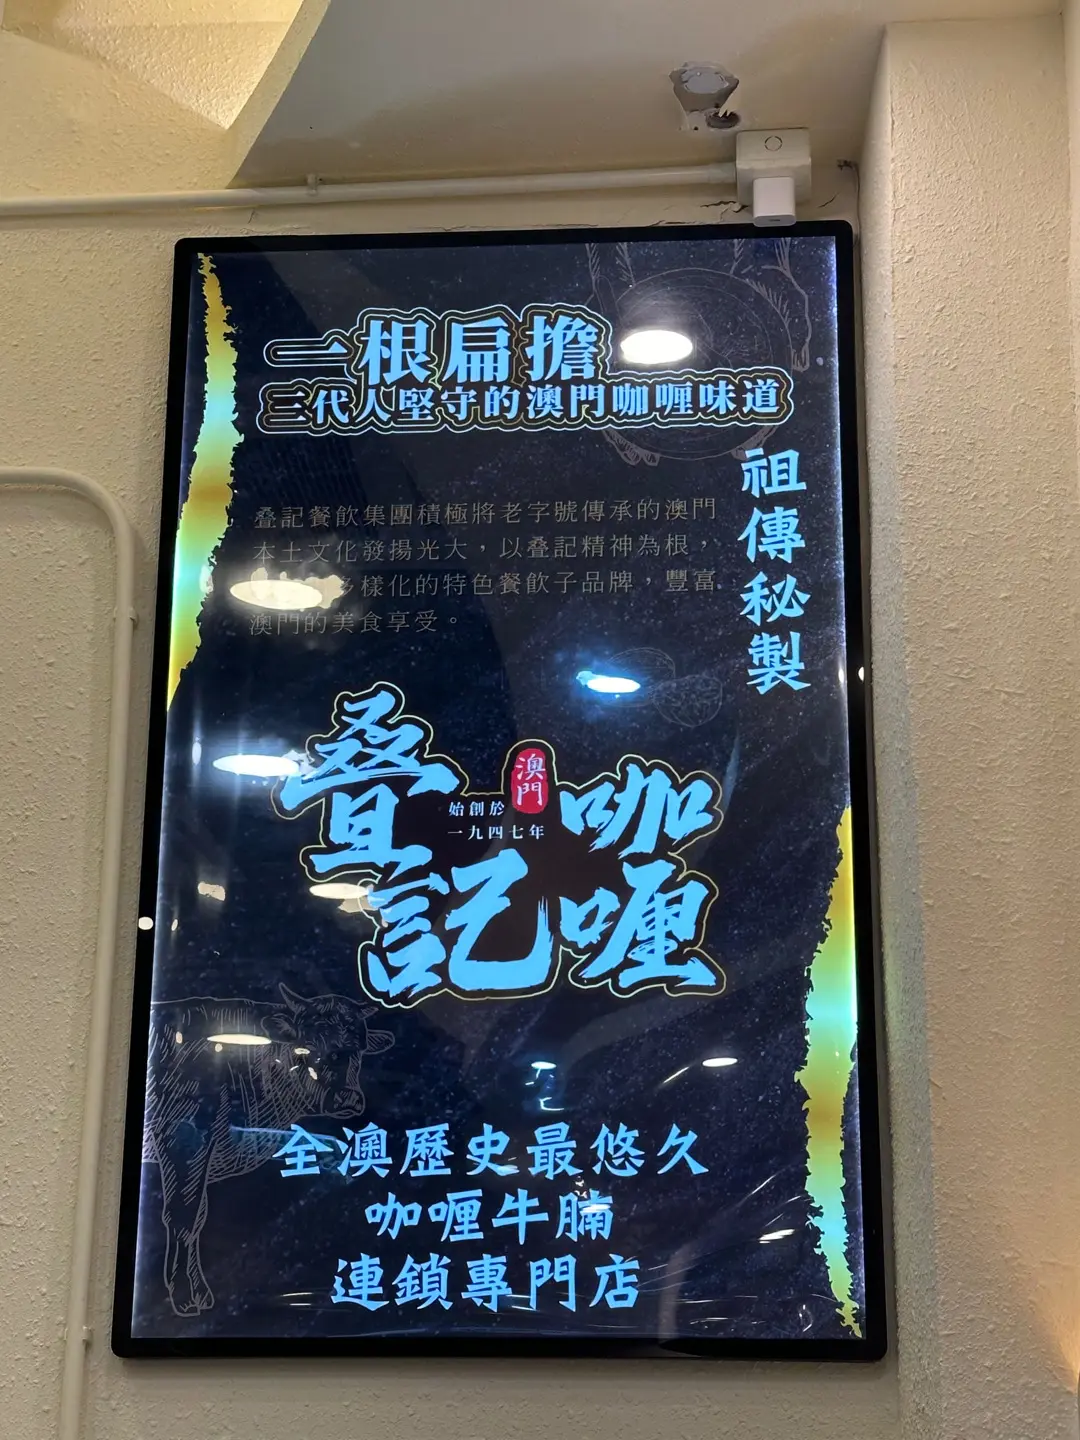 一根扁擔
三代人堅守的澳門咖喱味道
祖傳秘製
叠記餐飲集團積極將老字號傳承的澳門
本土文化發揚光大，以叠記精神為根，
多樣化的特色餐飲子品牌，豐富
澳門的美食享受。
叠記
澳門
始創於
一九四七年
咖喱
全澳歷史最悠久
咖喱牛腩
連鎖專門店